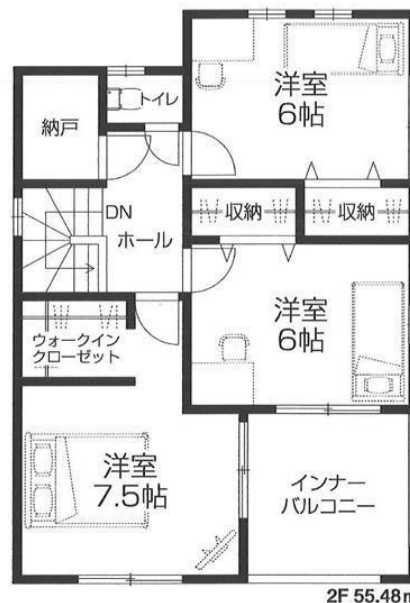 洋室
6帖
トイレ
納戸
収納
収納
DN
ホール
洋室
6帖
ウォークイン
クローゼット
洋室
7.5帖
インナー
バルコニー
2F 55.48m